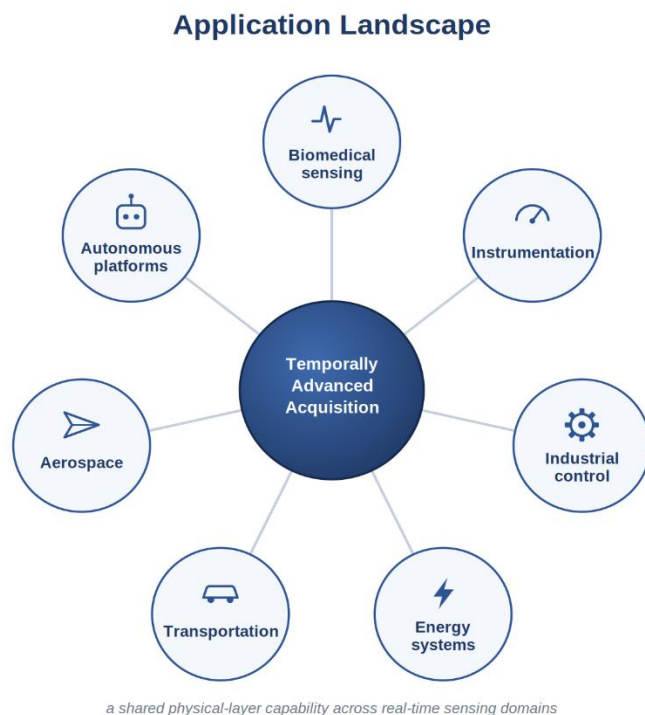 Application Landscape
Biomedical
sensing
Autonomous
platforms
Instrumentation
Temporally
Advanced
Acquisition
Aerospace
Industrial
control
Transportation
Energy
systems
a shared physical-layer capability across real-time sensing domains